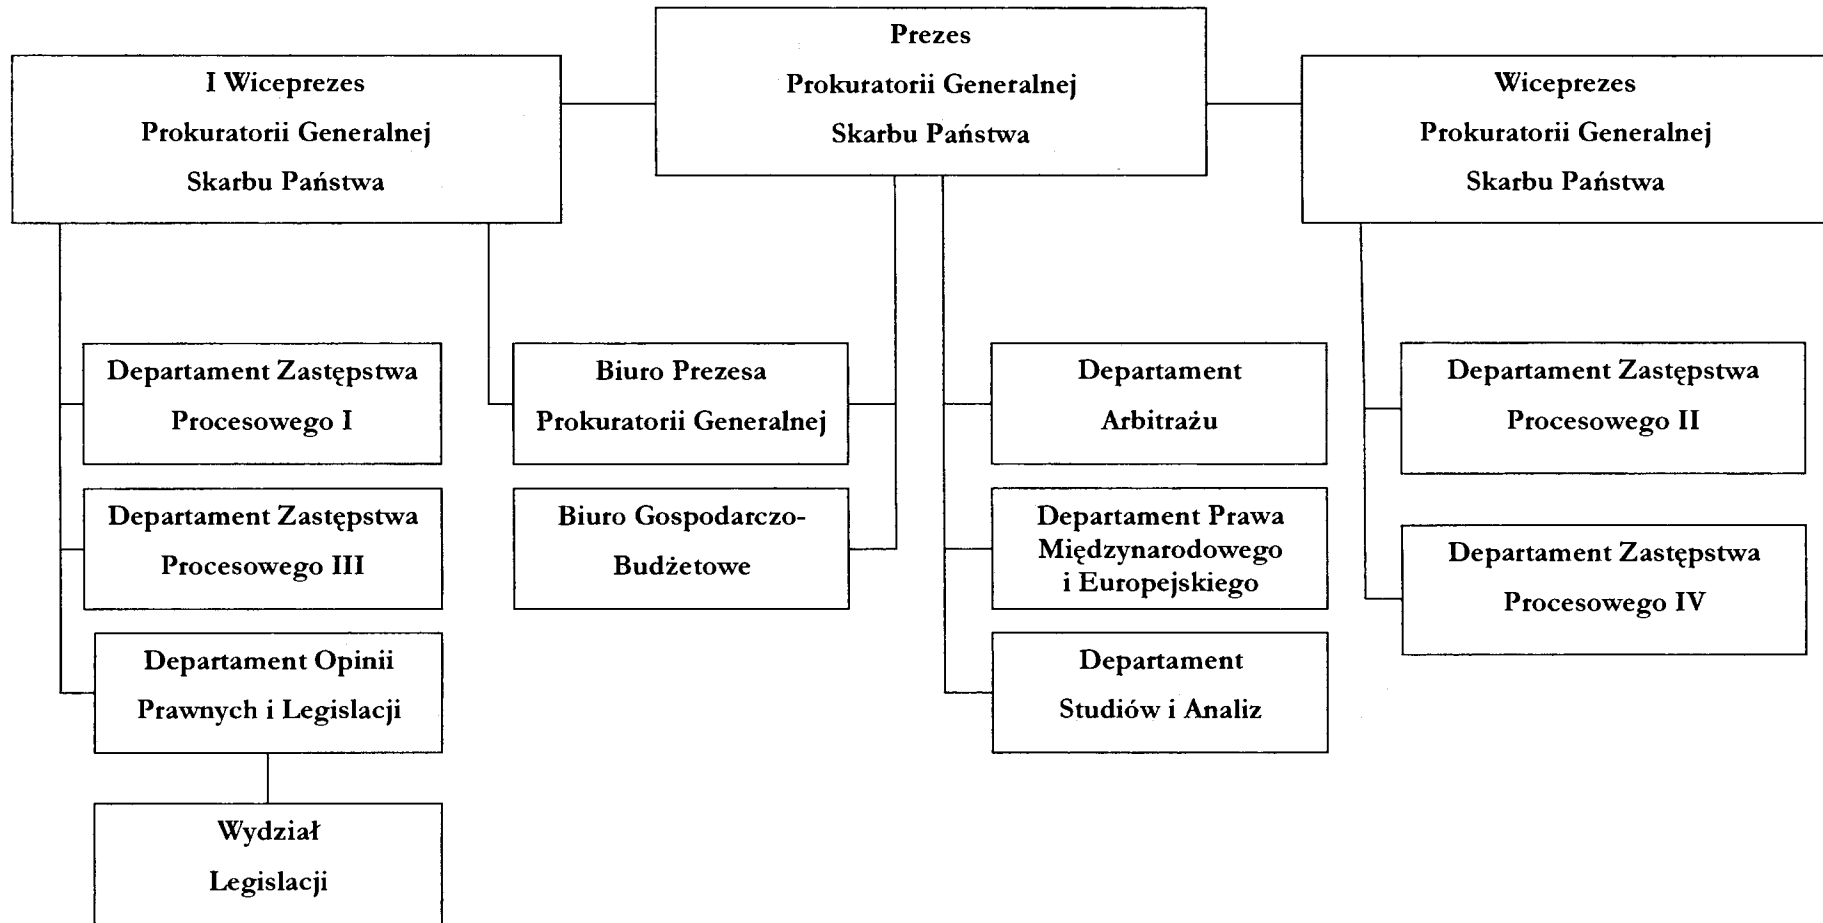 Prezes
Prokuratorii Generalnej
Skarbu Państwa
I Wiceprezes
Prokuratorii Generalnej
Skarbu Państwa
Wiceprezes
Prokuratorii Generalnej
Skarbu Państwa
Departament Zastępstwa
Procesowego I
Departament Zastępstwa
Procesowego III
Departament Opinii
Prawnych i Legislacji
Wydział
Legislacji
Biuro Prezesa
Prokuratorii Generalnej
Biuro Gospodarczo-
Budżetowe
Departament
Arbitrażu
Departament Prawa
Międzynarodowego
i Europejskiego
Departament
Studiów i Analiz
Departament Zastępstwa
Procesowego II
Departament Zastępstwa
Procesowego IV